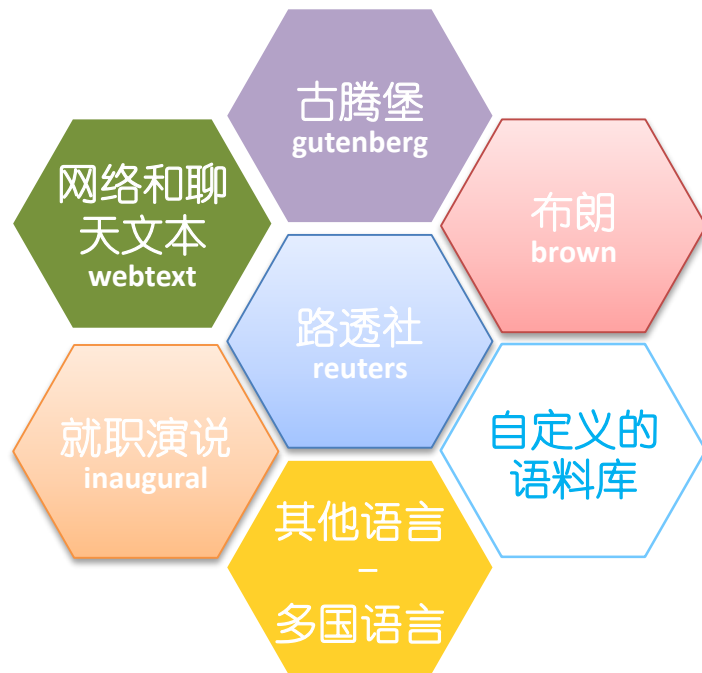 古腾堡
gutenberg
网络和聊
天文本
webtext
布朗
brown
路透社
reuters
就职演说
inaugural
自定义的
语料库
其他语言
–
多国语言